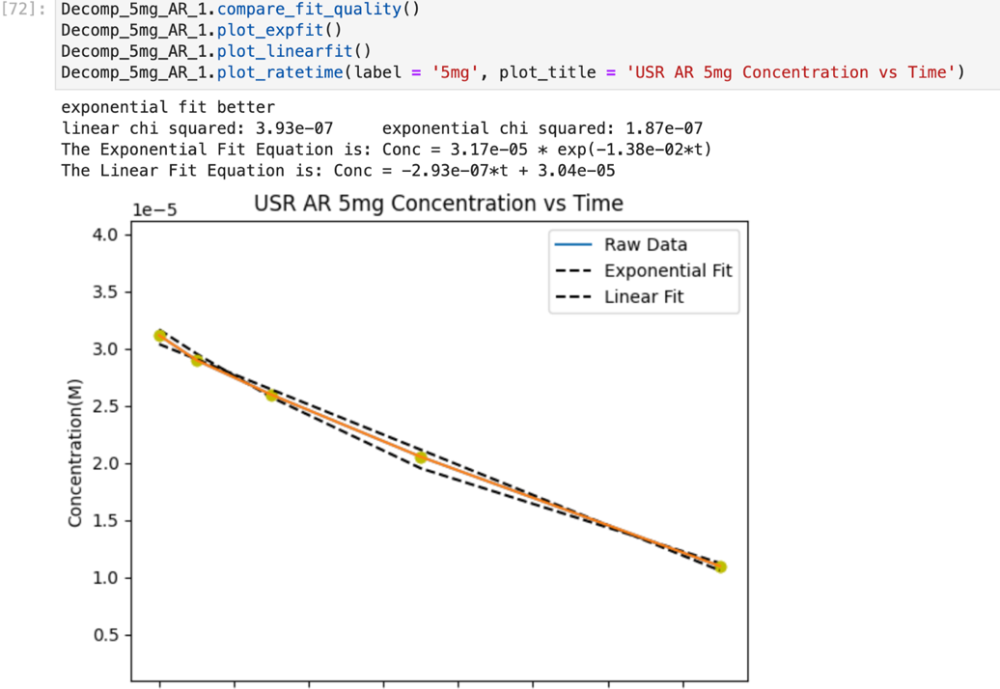 [72]: Decomp_5mg_AR_1.compare_fit_quality()
Decomp_5mg_AR_1.plot_expfit()
Decomp_5mg_AR_1.plot_linearfit()
Decomp_5mg_AR_1.plot_ratetime(label = '5mg', plot_title = 'USR AR 5mg Concentration vs Time')
exponential fit better
linear chi squared: 3.93e-07     exponential chi squared: 1.87e-07
The Exponential Fit Equation is: Conc = 3.17e-05 * exp(-1.38e-02*t)
The Linear Fit Equation is: Conc = -2.93e-07*t + 3.04e-05
USR AR 5mg Concentration vs Time
1e−5
Raw Data
Exponential Fit
Linear Fit
4.0
3.5
3.0
2.5
2.0
1.5
1.0
0.5
Concentration(M)